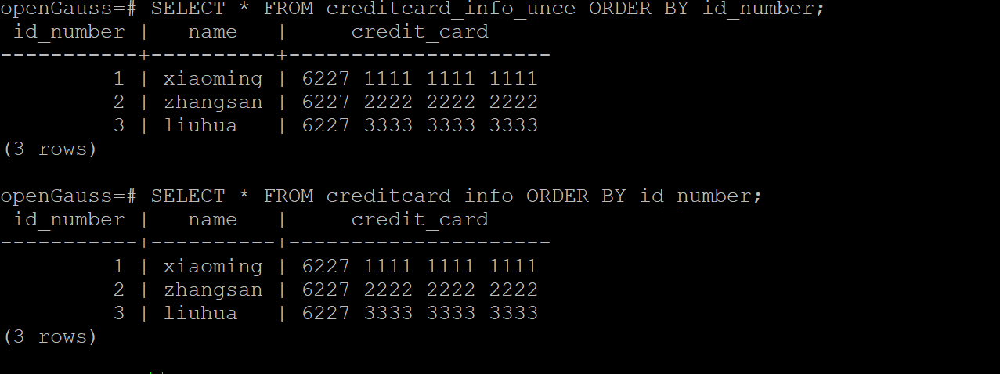 openGauss=# SELECT * FROM creditcard_info_unce ORDER BY id_number;
 id_number |   name   |     credit_card
-----------+----------+---------------------
         1 | xiaoming | 6227 1111 1111 1111
         2 | zhangsan | 6227 2222 2222 2222
         3 | liuhua   | 6227 3333 3333 3333
(3 rows)

openGauss=# SELECT * FROM creditcard_info ORDER BY id_number;
 id_number |   name   |     credit_card
-----------+----------+---------------------
         1 | xiaoming | 6227 1111 1111 1111
         2 | zhangsan | 6227 2222 2222 2222
         3 | liuhua   | 6227 3333 3333 3333
(3 rows)